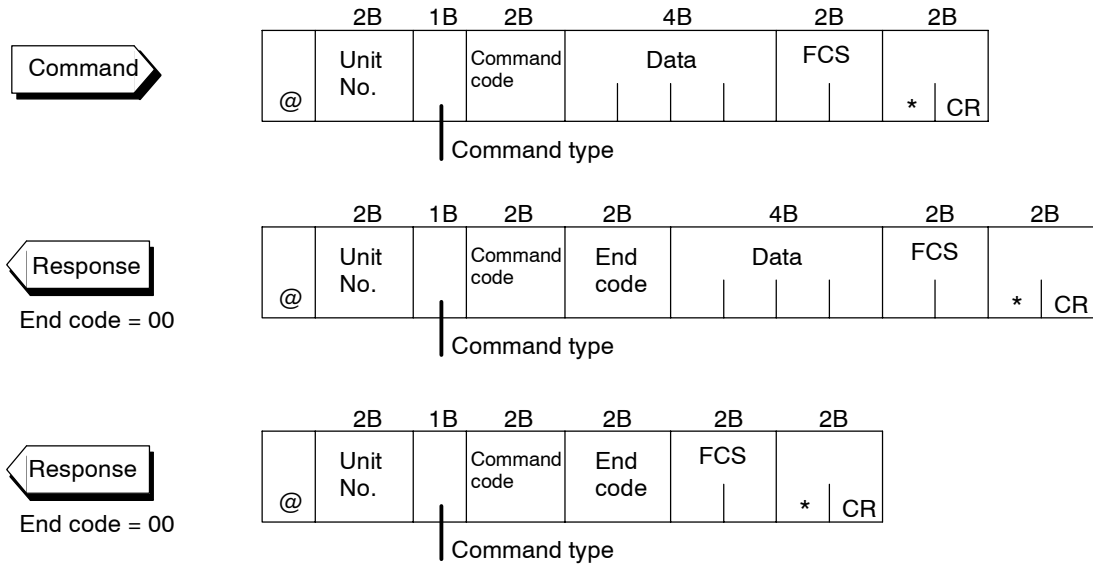 2B 1B 2B 4B 2B 2B
Command
@ Unit No. Command code Data FCS * CR
Command type
2B 1B 2B 2B 4B 2B 2B
Response
@ Unit No. Command code End code Data FCS * CR
End code = 00
Command type
2B 1B 2B 2B 2B 2B
Response
@ Unit No. Command code End code FCS * CR
End code = 00
Command type